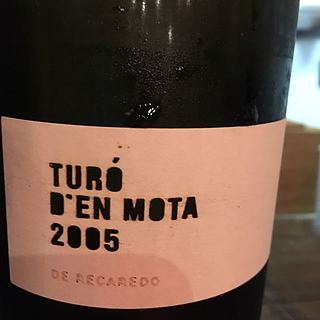 TURÓ
D'EN MOTA
2005
DE RECAREDO